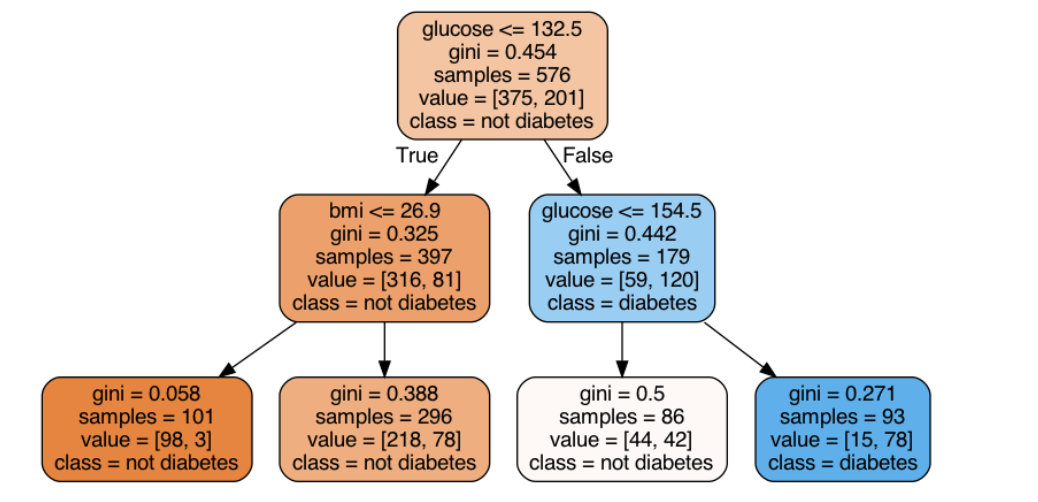 glucose <= 132.5
gini = 0.454
samples = 576
value = [375, 201]
class = not diabetes
True
False
bmi <= 26.9
gini = 0.325
samples = 397
value = [316, 81]
class = not diabetes
glucose <= 154.5
gini = 0.442
samples = 179
value = [59, 120]
class = diabetes
gini = 0.058
samples = 101
value = [98, 3]
class = not diabetes
gini = 0.388
samples = 296
value = [218, 78]
class = not diabetes
gini = 0.5
samples = 86
value = [44, 42]
class = not diabetes
gini = 0.271
samples = 93
value = [15, 78]
class = diabetes